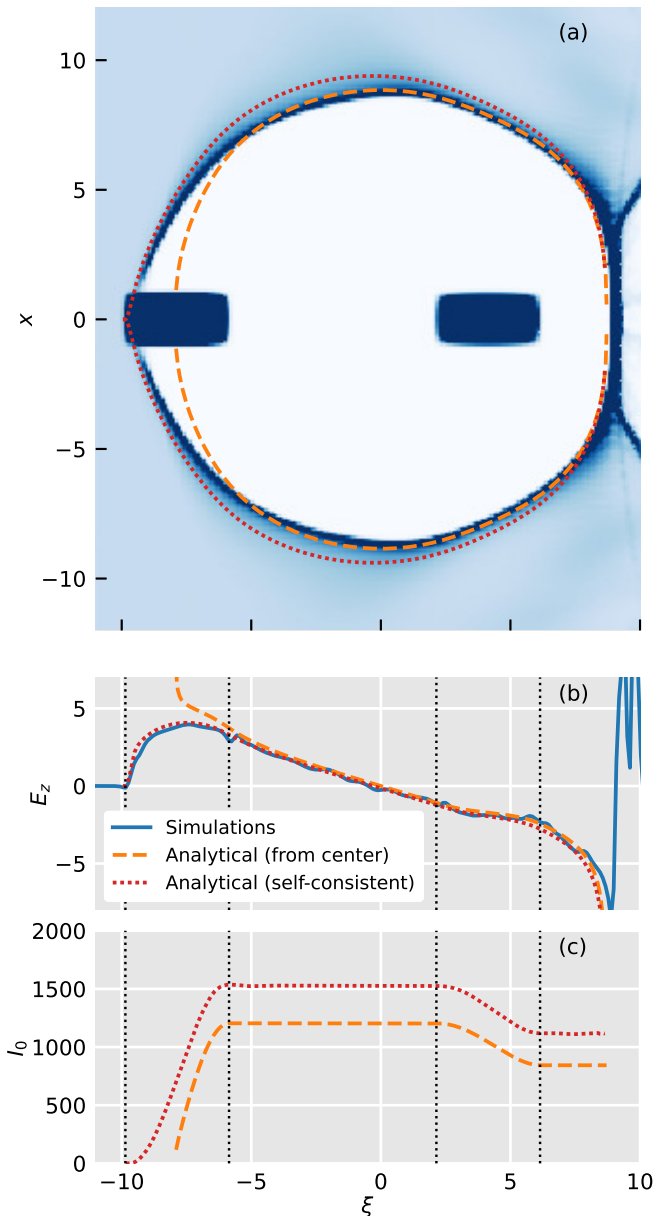 (a)
10
5
0
−5
−10
x
(b)
5
0
−5
E_z
Simulations
Analytical (from center)
Analytical (self-consistent)
(c)
2000
1500
1000
500
0
I_0
−10 −5 0 5 10
ξ